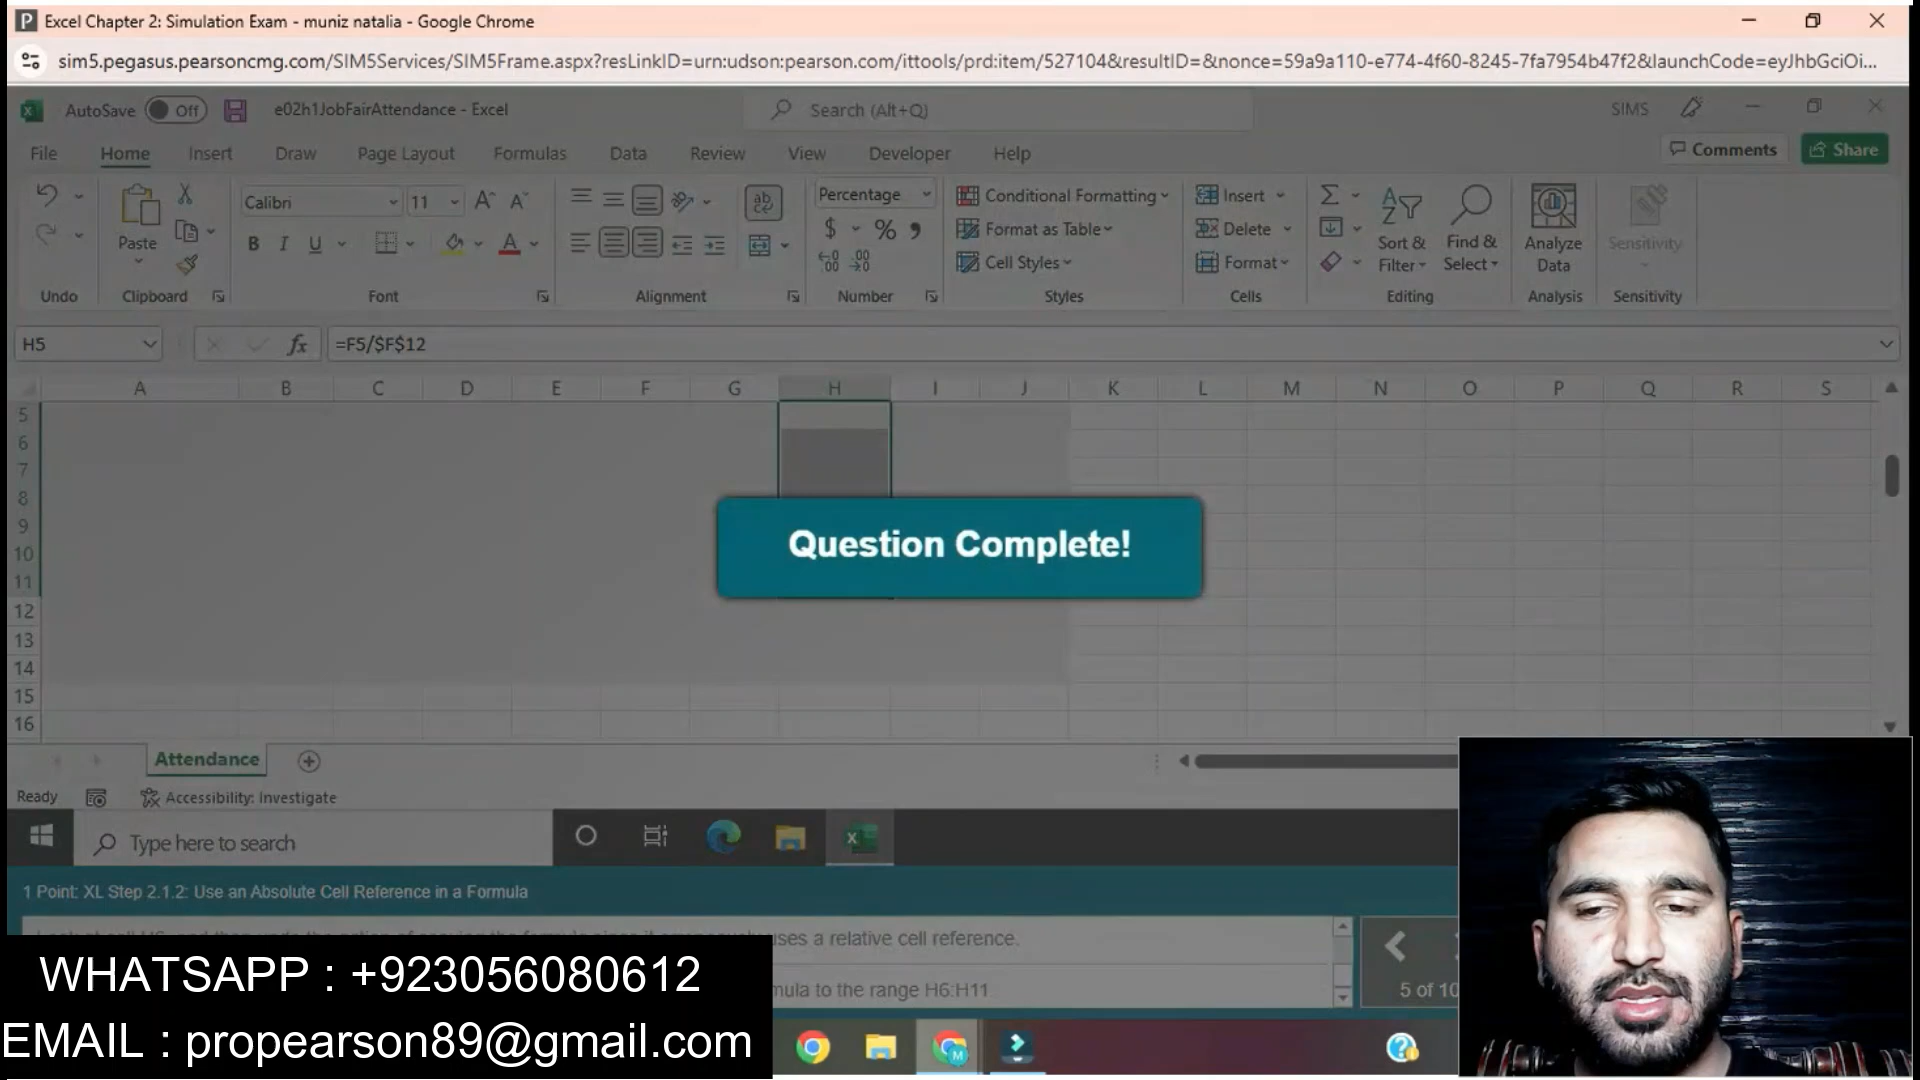 Excel Chapter 2: Simulation Exam - muniz natalia - Google Chrome
sim5.pegasus.pearsoncmg.com/SIM5Services/SIM5Frame.aspx?resLinkID=urn:udson:pearson.com/ittools/prd:item/527104&resultID=&nonce=59a9a110-e774-4f60-8245-7fa7954b47f2&launchCode=eyJhbGciOi...
AutoSave Off e02h1JobFairAttendance - Excel Search (Alt+Q) SIMS
File Home Insert Draw Page Layout Formulas Data Review View Developer Help Comments Share
Calibri 11 Percentage Conditional Formatting Insert
Paste B I U $ % Format as Table Delete Sort & Filter Find & Select Analyze Data Sensitivity
Cell Styles Format
Undo Clipboard Font Alignment Number Styles Cells Editing Analysis Sensitivity
H5 fx =F5/$F$12
A B C D E F G H I J K L M N O P Q R S
5
6
7
8
9
10
11
12
13
14
15
16
Question Complete!
Attendance
Ready Accessibility: Investigate
Type here to search
1 Point: XL Step 2.1.2: Use an Absolute Cell Reference in a Formula
uses a relative cell reference.
mula to the range H6:H11
5 of 10
WHATSAPP : +923056080612
EMAIL : propearson89@gmail.com